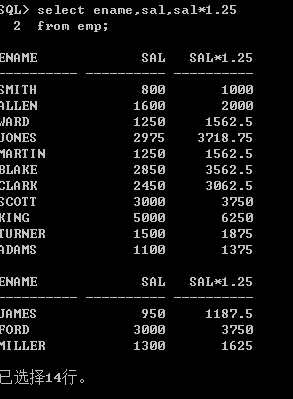 SQL> select ename,sal,sal*1.25
2 from emp;
ENAME SAL SAL*1.25
---------- ---------- ----------
SMITH 800 1000
ALLEN 1600 2000
WARD 1250 1562.5
JONES 2975 3718.75
MARTIN 1250 1562.5
BLAKE 2850 3562.5
CLARK 2450 3062.5
SCOTT 3000 3750
KING 5000 6250
TURNER 1500 1875
ADAMS 1100 1375
ENAME SAL SAL*1.25
---------- ---------- ----------
JAMES 950 1187.5
FORD 3000 3750
MILLER 1300 1625
已选择14行。